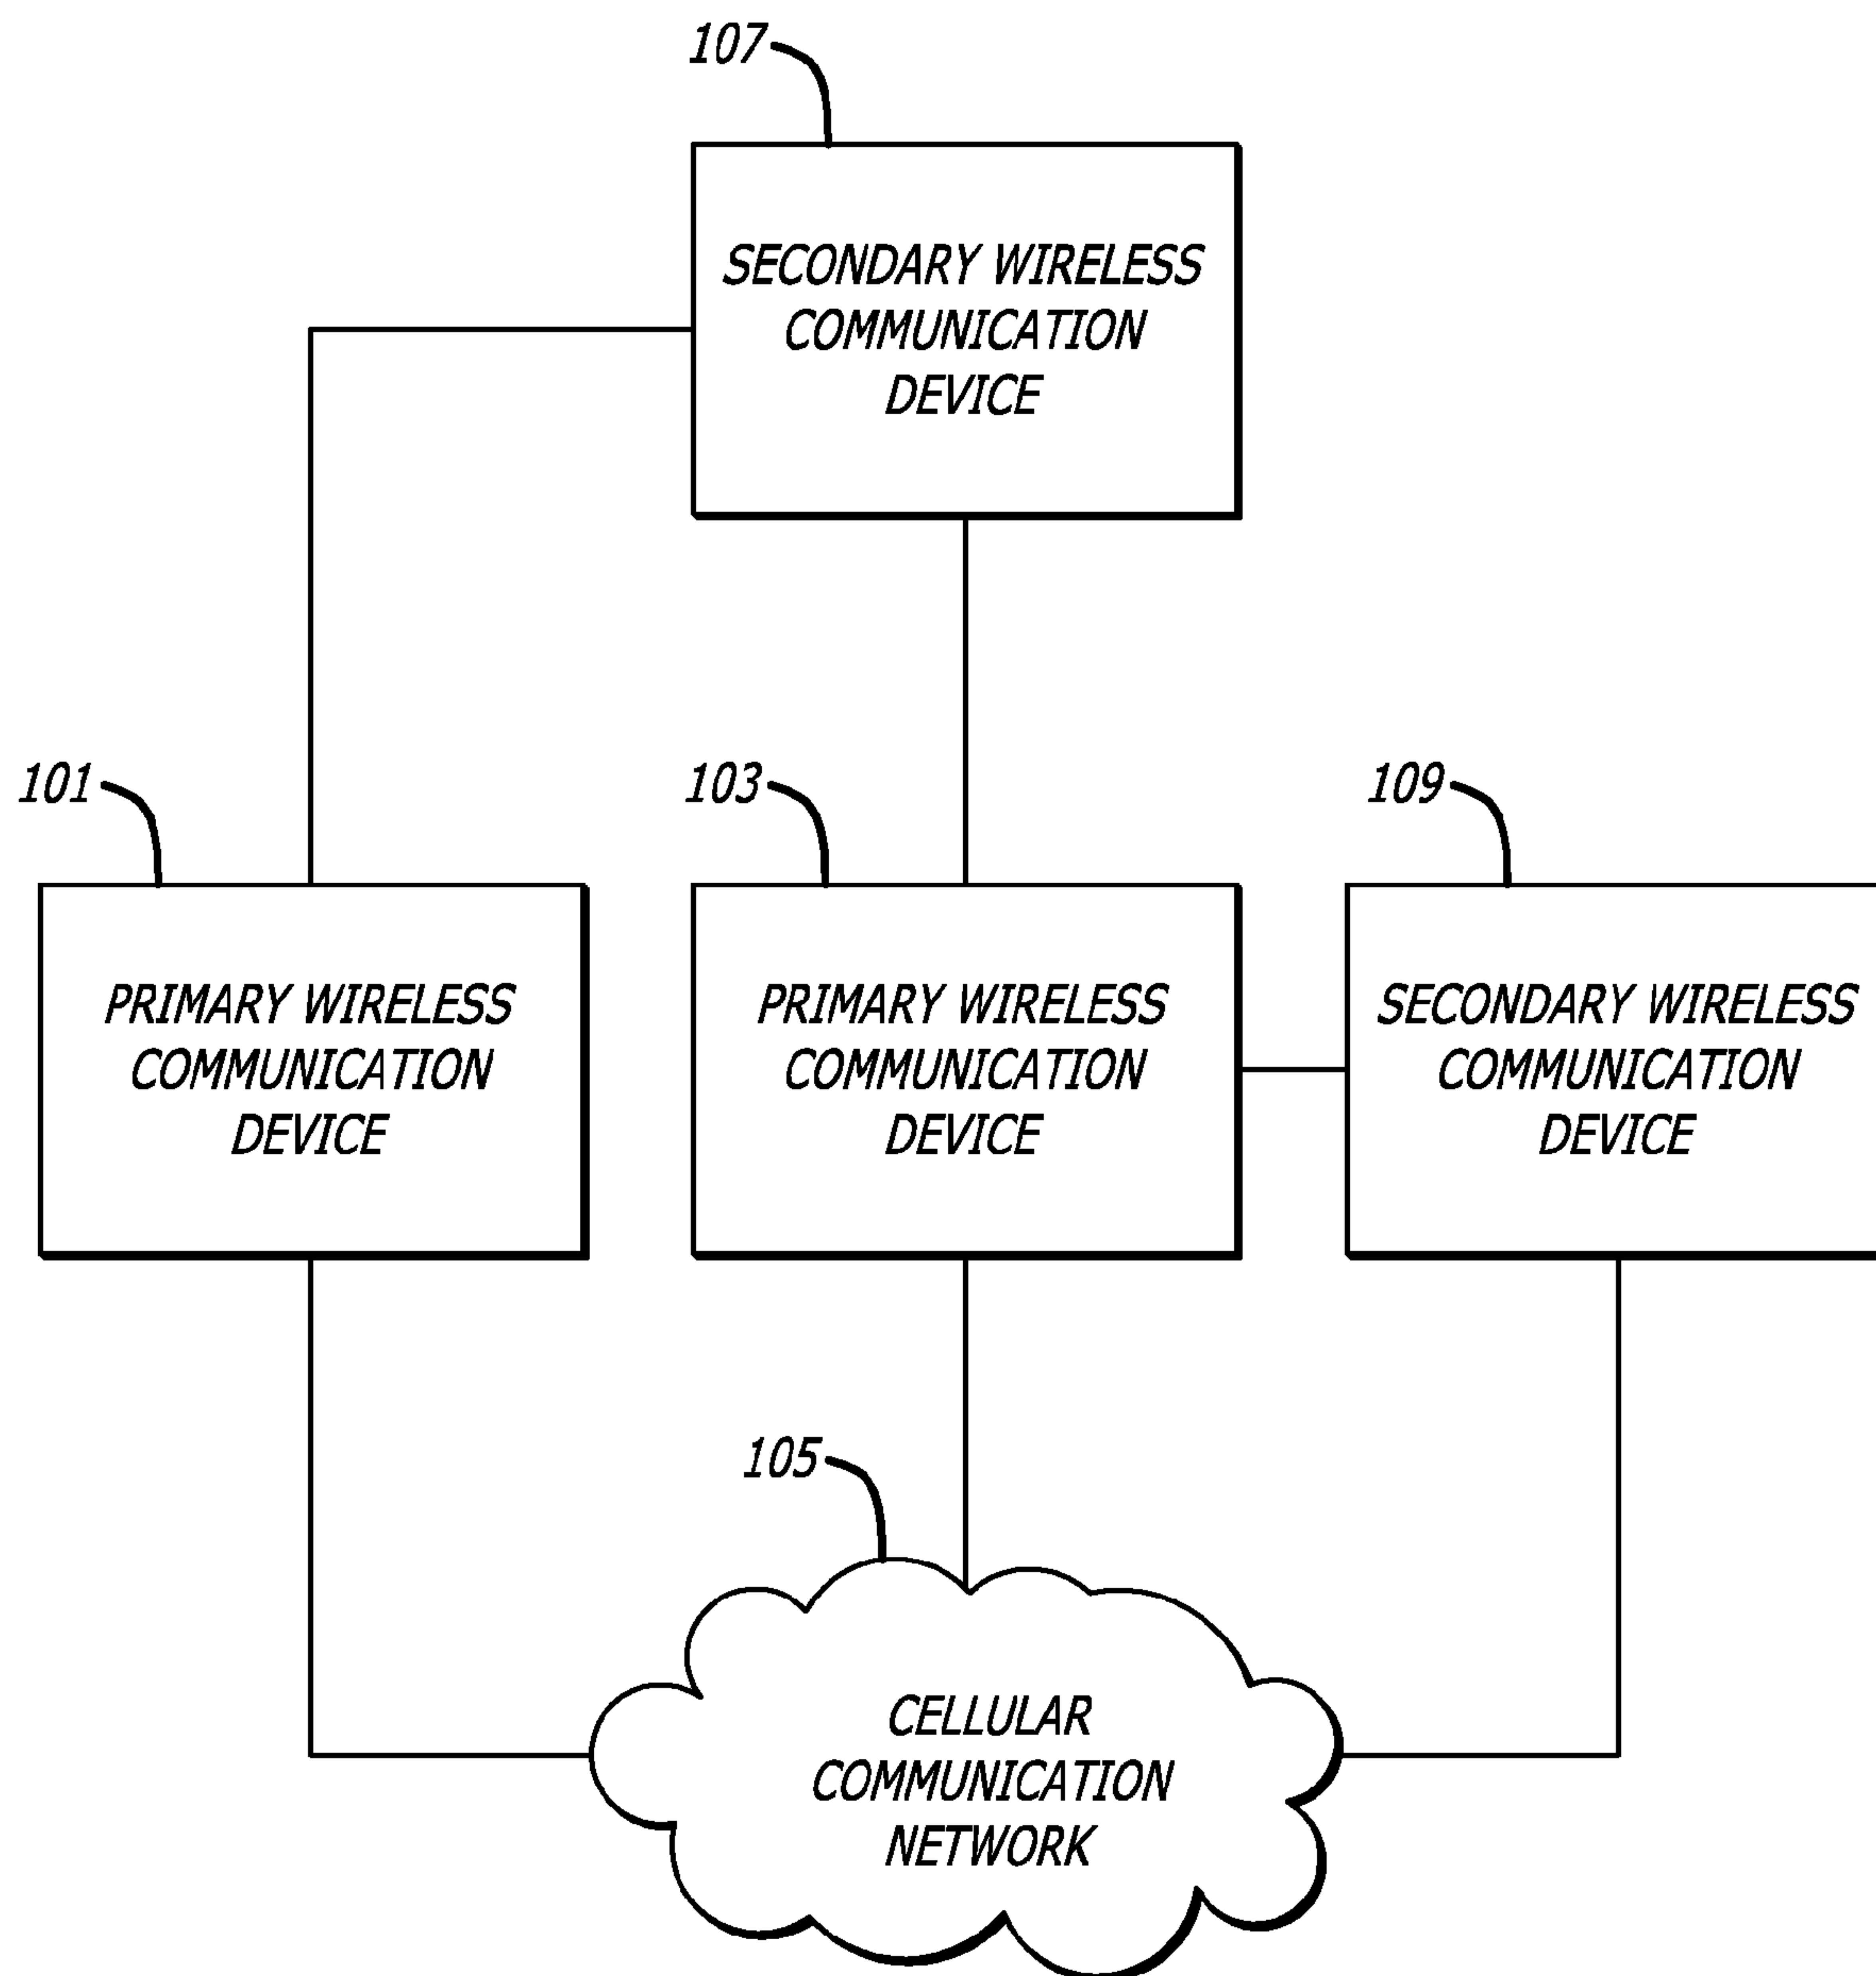 107
SECONDARY WIRELESS
COMMUNICATION
DEVICE
101
103
109
PRIMARY WIRELESS
COMMUNICATION
DEVICE
PRIMARY WIRELESS
COMMUNICATION
DEVICE
SECONDARY WIRELESS
COMMUNICATION
DEVICE
105
CELLULAR
COMMUNICATION
NETWORK